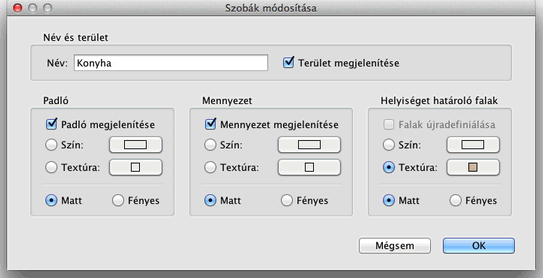 Szobák módosítása
Név és terület
Név: Konyha Terület megjelenítése
Padló Mennyezet Helyiséget határoló falak
Padló megjelenítése Mennyezet megjelenítése Falak újradefiniálása
Szín: Szín: Szín:
Textúra: Textúra: Textúra:
Matt Fényes Matt Fényes Matt Fényes
Mégsem OK